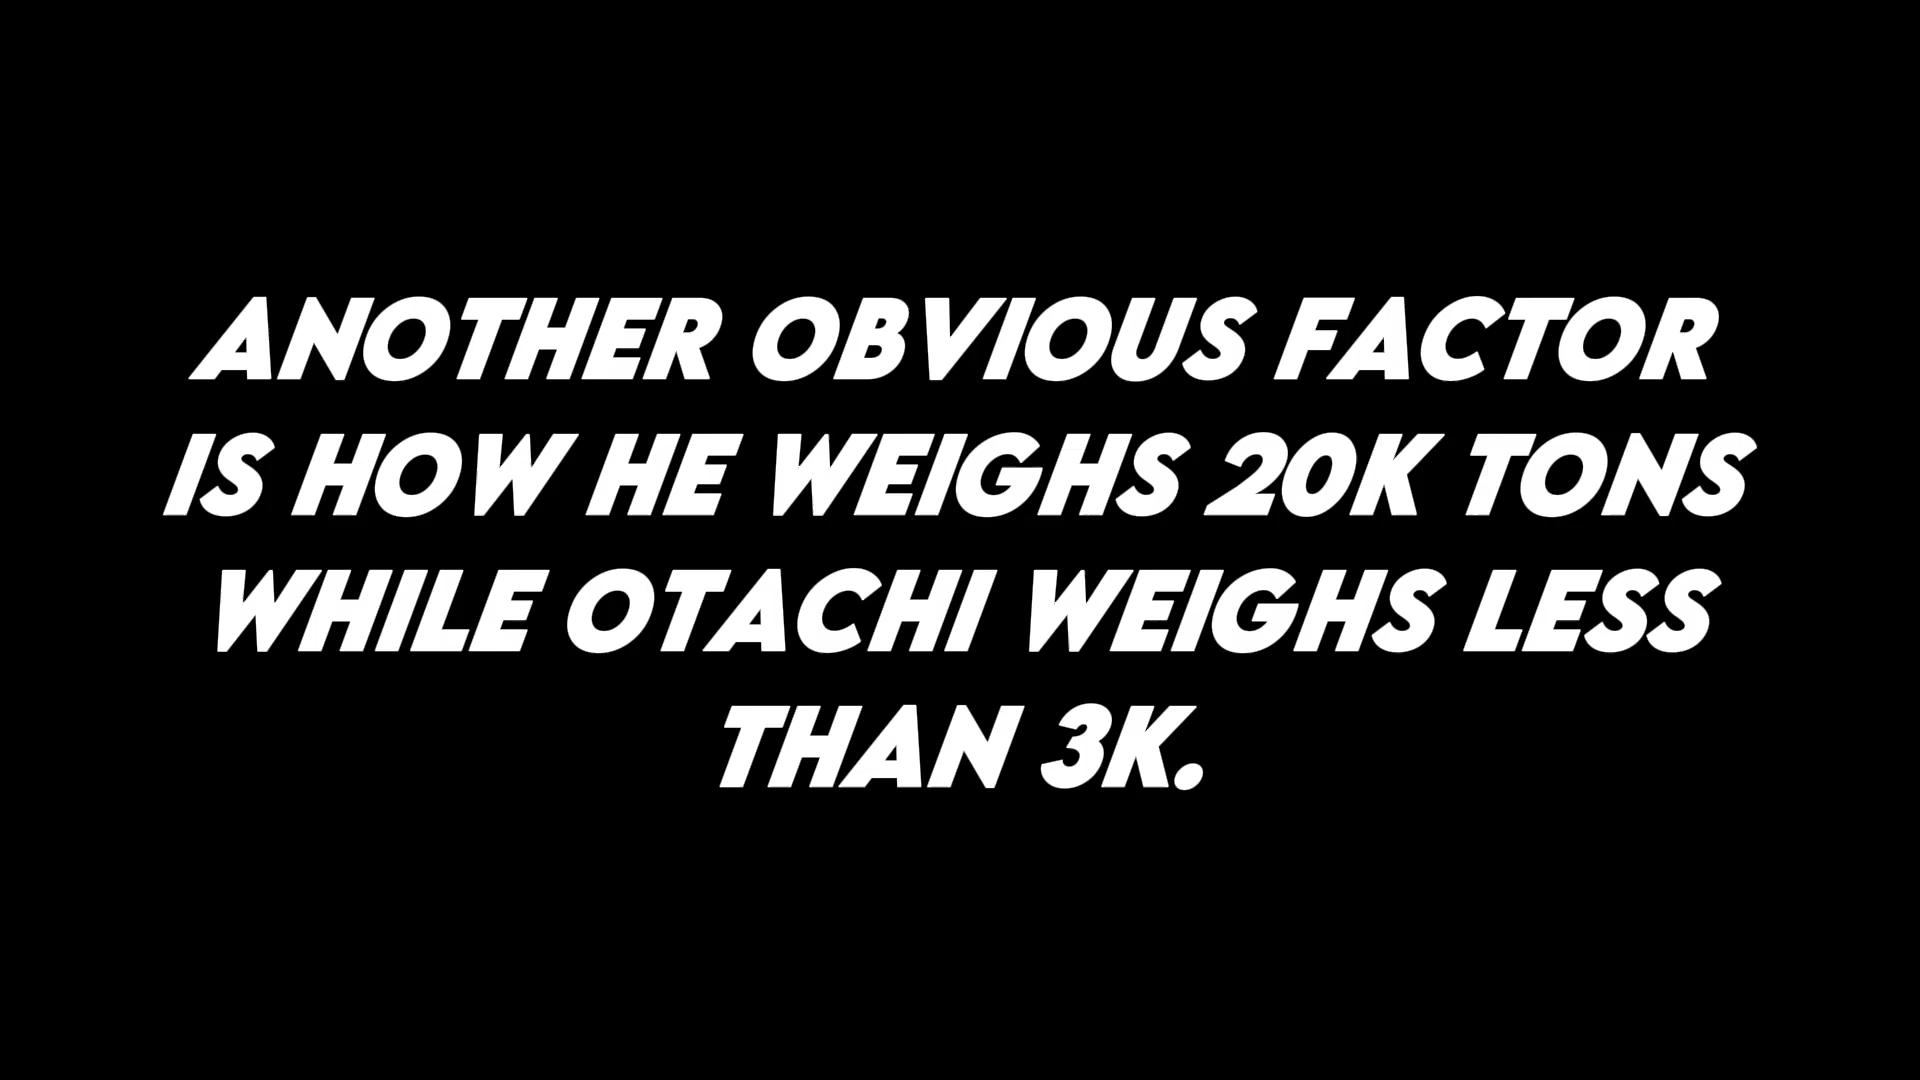 ANOTHER OBVIOUS FACTOR
IS HOW HE WEIGHS 20K TONS
WHILE OTACHI WEIGHS LESS
THAN 3K.